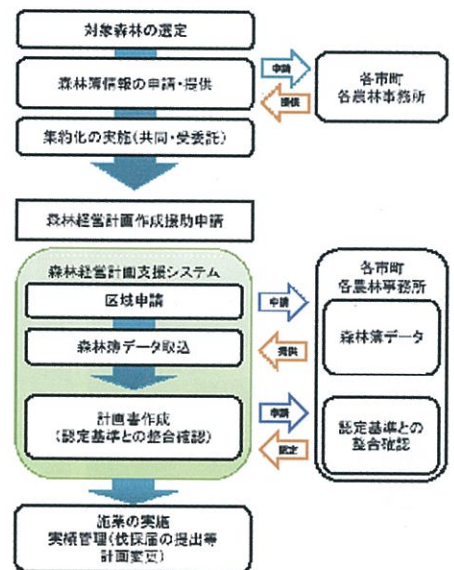 対象森林の選定
森林簿情報の申請・提供
申請
提供
各市町
各農林事務所
集約化の実施(共同・受委託)
森林経営計画作成援助申請
森林経営計画支援システム
各市町
各農林事務所
区域申請
申請
森林簿データ
森林簿データ取込
提供
計画書作成
(認定基準との整合確認)
申請
認定
認定基準との
整合確認
施業の実施
実績管理(伐採届の提出等
計画変更)